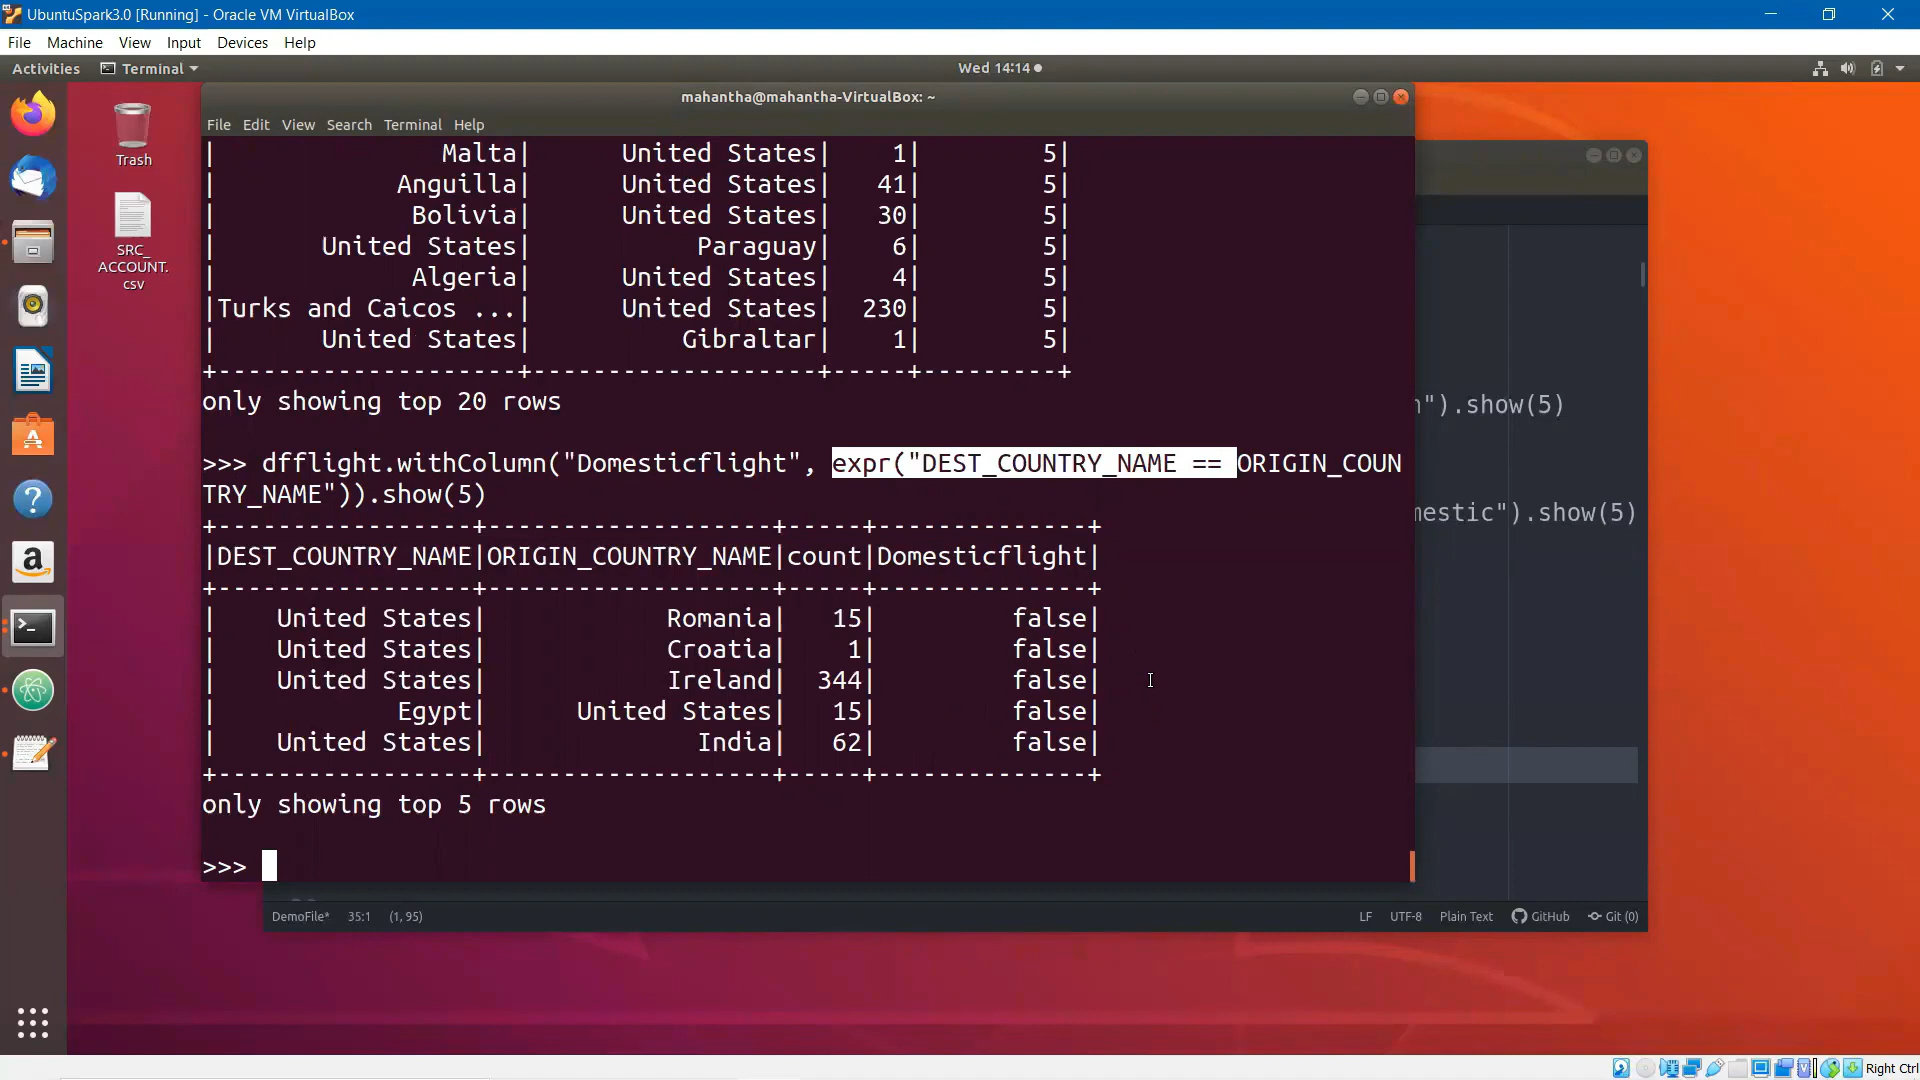 UbuntuSpark3.0 [Running] - Oracle VM VirtualBox
File Machine View Input Devices Help
Activities Terminal Wed 14:14
Trash
SRC_
ACCOUNT.
csv
mahantha@mahantha-VirtualBox: ~
File Edit View Search Terminal Help
| Malta| United States| 1| 5|
| Anguilla| United States| 41| 5|
| Bolivia| United States| 30| 5|
| United States| Paraguay| 6| 5|
| Algeria| United States| 4| 5|
|Turks and Caicos ...| United States| 230| 5|
| United States| Gibraltar| 1| 5|
+--------------------+-------------------+-----+---------+
only showing top 20 rows
>>> dfflight.withColumn("Domesticflight", expr("DEST_COUNTRY_NAME == ORIGIN_COUN
TRY_NAME")).show(5)
+-----------------+-------------------+-----+--------------+
|DEST_COUNTRY_NAME|ORIGIN_COUNTRY_NAME|count|Domesticflight|
+-----------------+-------------------+-----+--------------+
| United States| Romania| 15| false|
| United States| Croatia| 1| false|
| United States| Ireland| 344| false|
| Egypt| United States| 15| false|
| United States| India| 62| false|
+-----------------+-------------------+-----+--------------+
only showing top 5 rows
>>>
").show(5)
mestic").show(5)
DemoFile* 35:1 (1, 95) LF UTF-8 Plain Text GitHub Git (0)
Right Ctrl